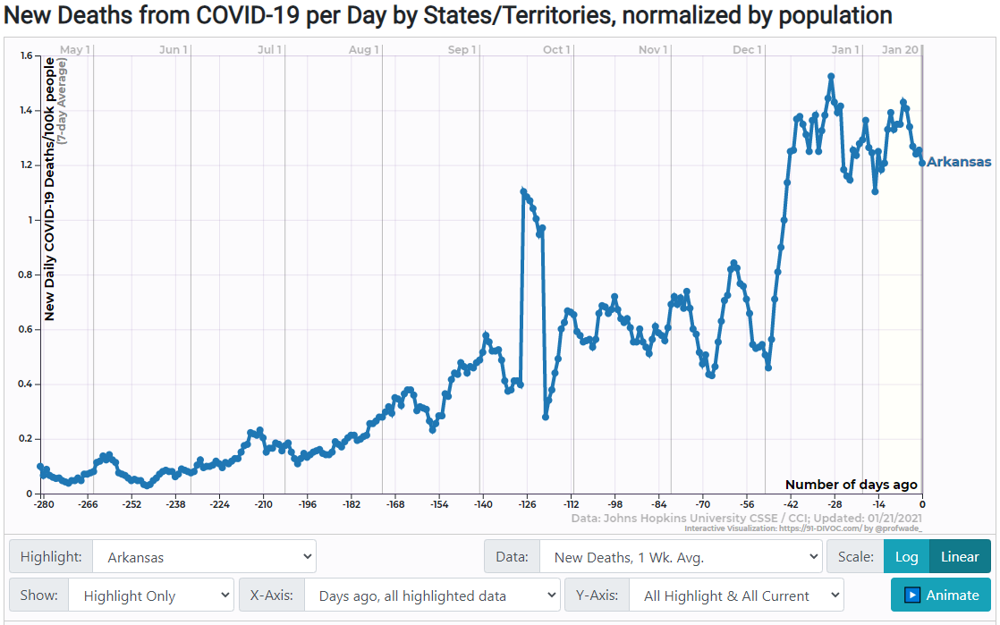 New Deaths from COVID-19 per Day by States/Territories, normalized by population
May 1 Jun 1 Jul 1 Aug 1 Sep 1 Oct 1 Nov 1 Dec 1 Jan 1 Jan 20
New Daily COVID-19 Deaths/100k people
(7-day Average)
1.6
1.4
1.2
1
0.8
0.6
0.4
0.2
0
Arkansas
Number of days ago
-280 -266 -252 -238 -224 -210 -196 -182 -168 -154 -140 -126 -112 -98 -84 -70 -56 -42 -28 -14 0
Data: Johns Hopkins University CSSE / CCI; Updated: 01/21/2021
Interactive Visualization: https://91-DIVOC.com/ by @profwade_
Highlight: Arkansas Data: New Deaths, 1 Wk. Avg. Scale: Log Linear
Show: Highlight Only X-Axis: Days ago, all highlighted data Y-Axis: All Highlight & All Current Animate